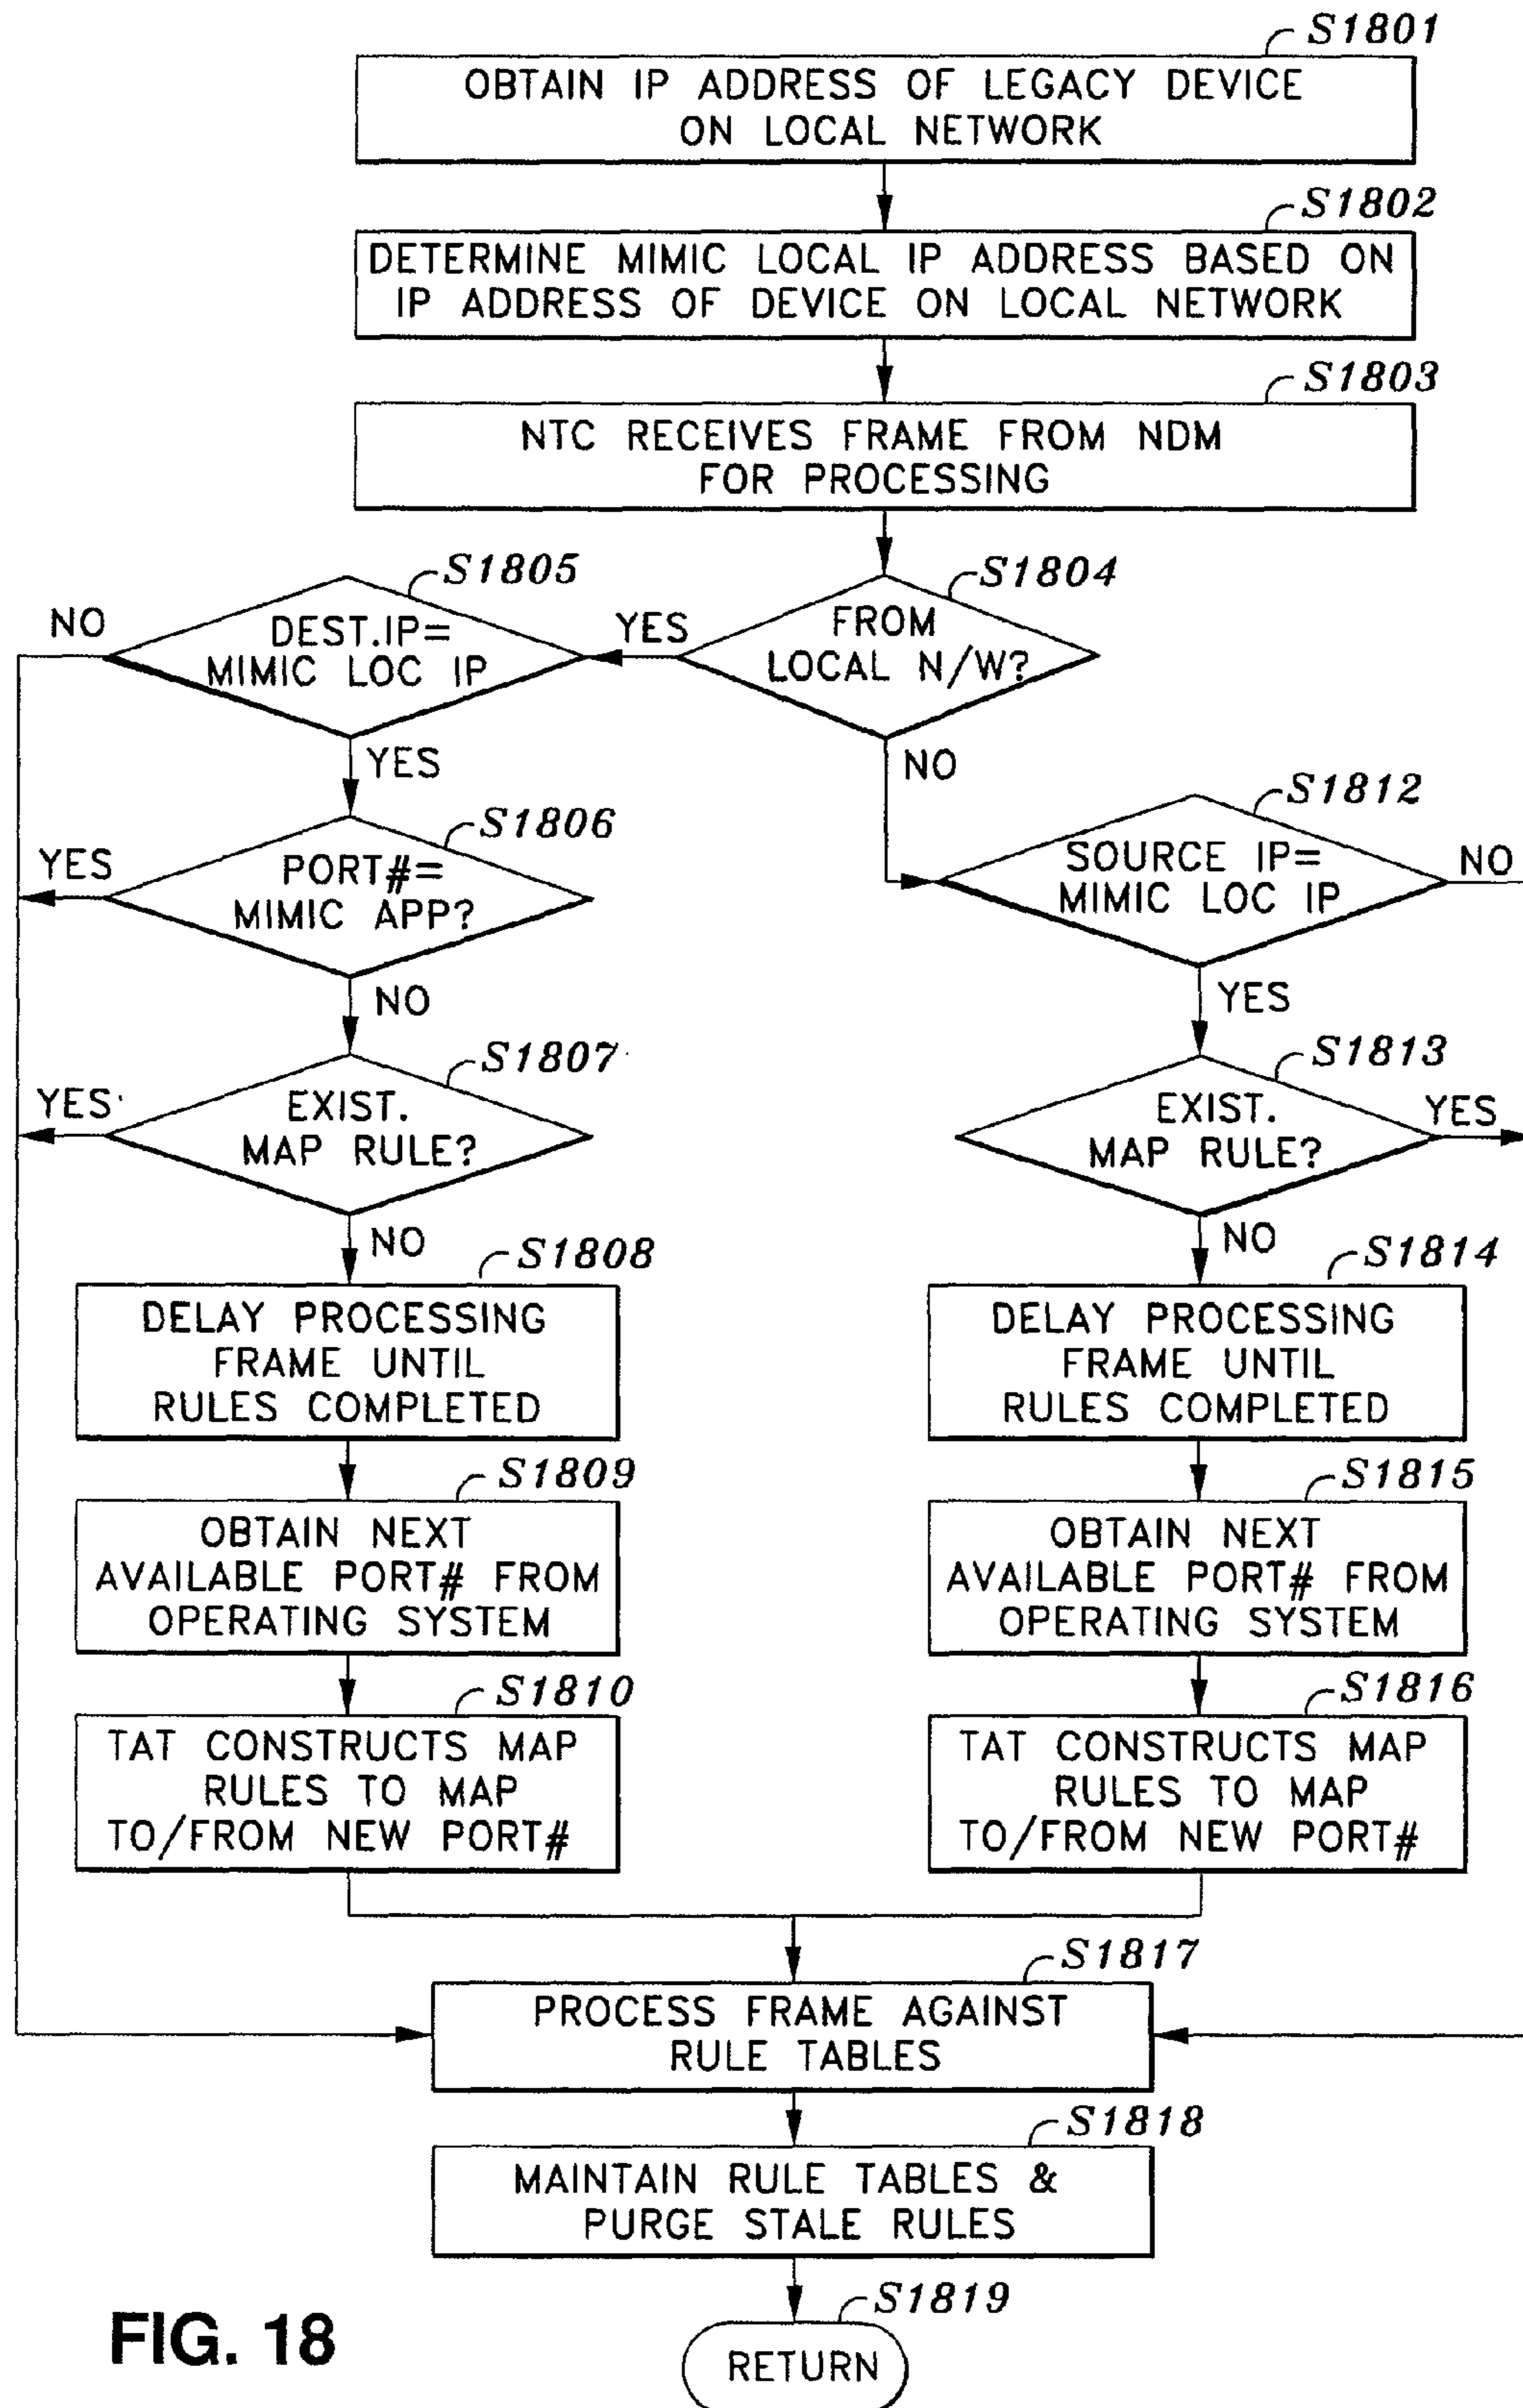 S1801
OBTAIN IP ADDRESS OF LEGACY DEVICE
ON LOCAL NETWORK
S1802
DETERMINE MIMIC LOCAL IP ADDRESS BASED ON
IP ADDRESS OF DEVICE ON LOCAL NETWORK
S1803
NTC RECEIVES FRAME FROM NDM
FOR PROCESSING
S1804
FROM
LOCAL N/W?
YES
NO
S1805
DEST.IP=
MIMIC LOC IP
NO
YES
S1806
PORT#=
MIMIC APP?
YES
NO
S1807
EXIST.
MAP RULE?
YES
NO
S1808
DELAY PROCESSING
FRAME UNTIL
RULES COMPLETED
S1809
OBTAIN NEXT
AVAILABLE PORT# FROM
OPERATING SYSTEM
S1810
TAT CONSTRUCTS MAP
RULES TO MAP
TO/FROM NEW PORT#
S1812
SOURCE IP=
MIMIC LOC IP
NO
YES
S1813
EXIST.
MAP RULE?
YES
NO
S1814
DELAY PROCESSING
FRAME UNTIL
RULES COMPLETED
S1815
OBTAIN NEXT
AVAILABLE PORT# FROM
OPERATING SYSTEM
S1816
TAT CONSTRUCTS MAP
RULES TO MAP
TO/FROM NEW PORT#
S1817
PROCESS FRAME AGAINST
RULE TABLES
S1818
MAINTAIN RULE TABLES &
PURGE STALE RULES
S1819
RETURN
FIG. 18